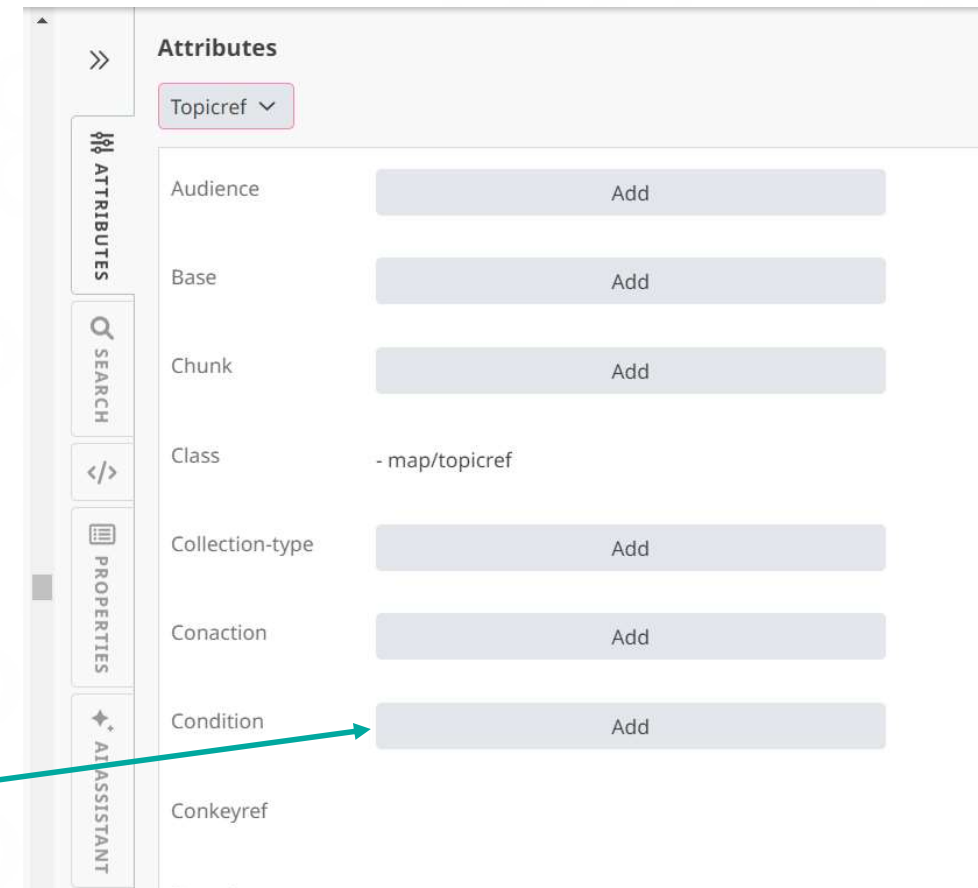 Attributes
Topicref
ATTRIBUTES
SEARCH
</>
PROPERTIES
AI ASSISTANT
Audience
Add
Base
Add
Chunk
Add
Class
- map/topicref
Collection-type
Add
Conaction
Add
Condition
Add
Conkeyref